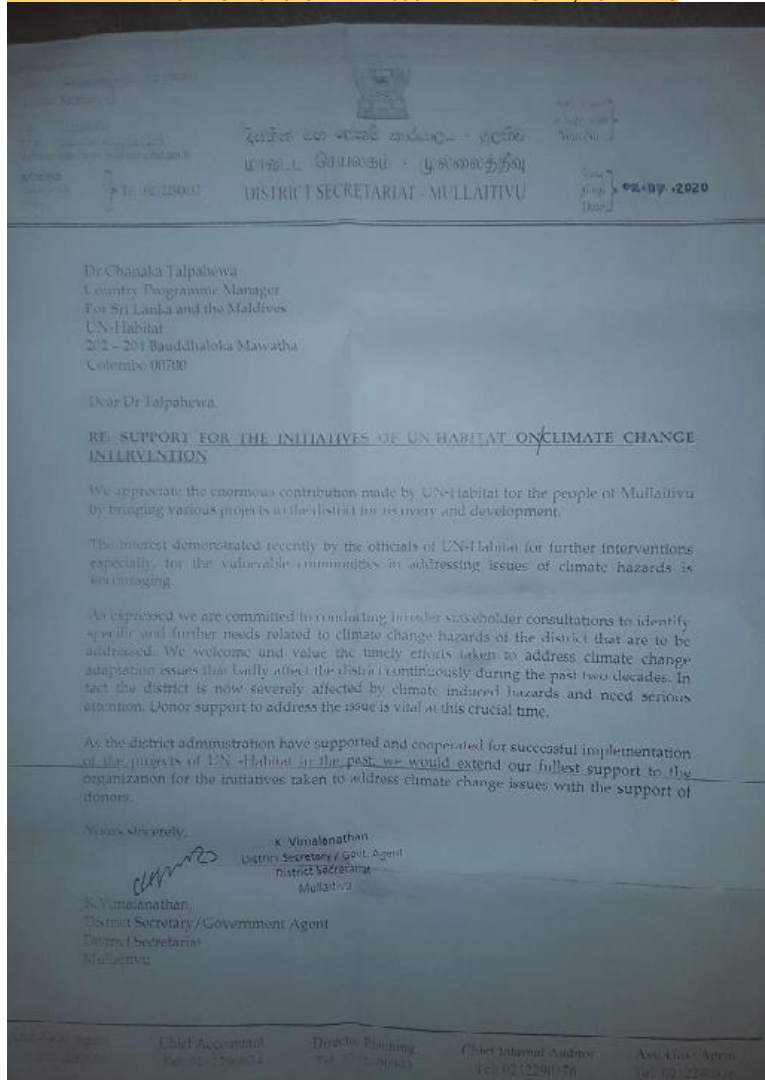 මාවட்ட செயலகம் - முல்லைத்தீவு
DISTRICT SECRETARIAT - MULLAITIVU
Date
02-07-2020
Dr Chanaka Talpahewa
Country Programme Manager
For Sri Lanka and the Maldives
UN-Habitat
202 – 204 Bauddhaloka Mawatha
Colombo 00700
Dear Dr Talpahewa,
RE: SUPPORT FOR THE INITIATIVES OF UN-HABITAT ON/CLIMATE CHANGE
INTERVENTION
We appreciate the enormous contribution made by UN-Habitat for the people of Mullaitivu
by bringing various projects to the district for recovery and development.
The interest demonstrated recently by the officials of UN-Habitat for further interventions
especially, for the vulnerable communities in addressing issues of climate hazards is
encouraging.
As expressed we are committed to conducting broader stakeholder consultations to identify
specific and further needs related to climate change hazards of the district that are to be
addressed. We welcome and value the timely efforts taken to address climate change
adaptation issues that badly affect the district continuously during the past two decades. In
fact the district is now severely affected by climate induced hazards and need serious
attention. Donor support to address the issue is vital at this crucial time.
As the district administration have supported and cooperated for successful implementation
of the projects of UN -Habitat in the past, we would extend our fullest support to the
organization for the initiatives taken to address climate change issues with the support of
donors.
Yours sincerely,
K. Vimalanathan
District Secretary / Govt. Agent
District Secretariat
Mullaitivu
K.Vimalanathan,
District Secretary/Government Agent
District Secretariat
Mullaitivu
Chief Accountant
Director Planning
Chief Internal Auditor
Tel: 0212290176